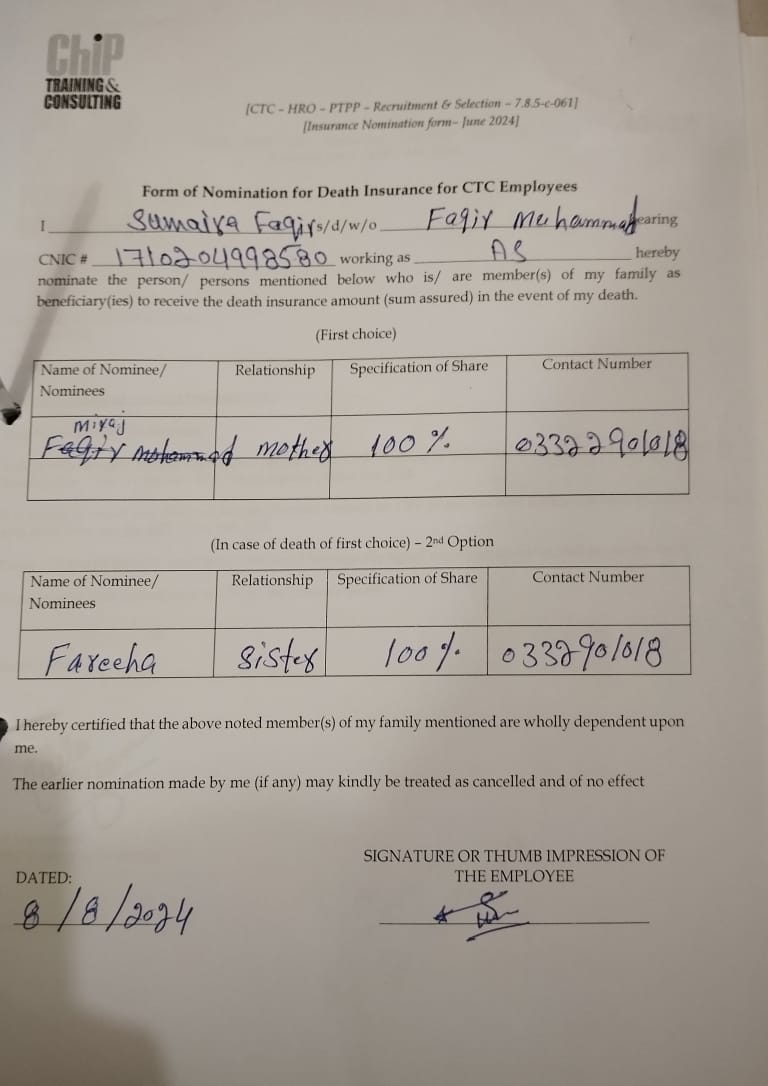 ChiP
TRAINING &
CONSULTING
[CTC – HRO – PTPP – Recruitment & Selection – 7.8.5-c-061]
[Insurance Nomination form– June 2024]
Form of Nomination for Death Insurance for CTC Employees
I Sumaira Faqir s/d/w/o Faqir Muhammad earing
CNIC # 1710204998580 working as AS hereby
nominate the person/ persons mentioned below who is/ are member(s) of my family as
beneficiary(ies) to receive the death insurance amount (sum assured) in the event of my death.
(First choice)
Name of Nominee/ Relationship Specification of Share Contact Number
Nominees
Miraj
Faqir Mohammad mother 100 % 03322901018
(In case of death of first choice) – 2nd Option
Name of Nominee/ Relationship Specification of Share Contact Number
Nominees
Fareeha Sister 100 % 0332901018
I hereby certified that the above noted member(s) of my family mentioned are wholly dependent upon
me.
The earlier nomination made by me (if any) may kindly be treated as cancelled and of no effect
SIGNATURE OR THUMB IMPRESSION OF
THE EMPLOYEE
DATED:
8/8/2024